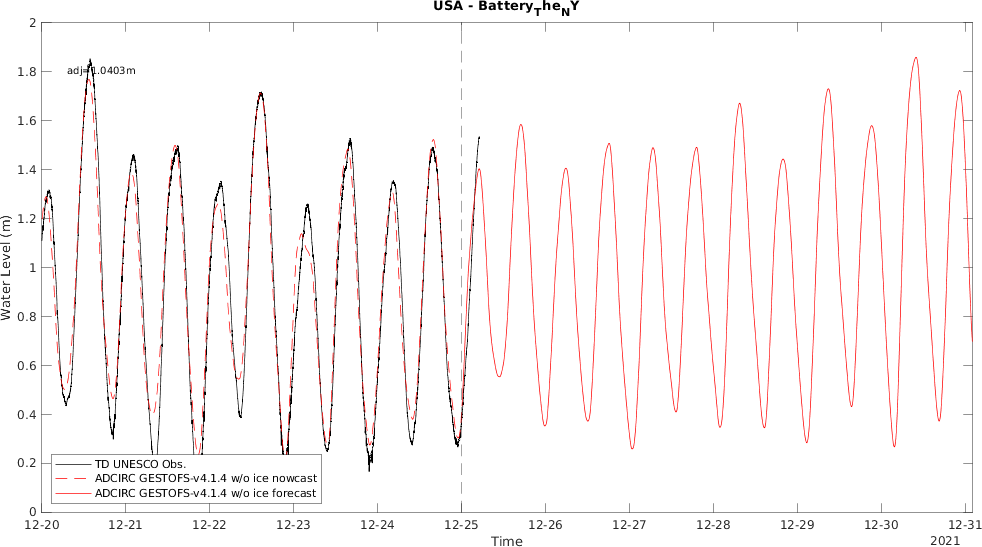 USA - BatteryTheNY
2
1.8
1.6
1.4
1.2
1
0.8
0.6
0.4
0.2
0
Water Level (m)
adj=1.0403m
TD UNESCO Obs.
ADCIRC GESTOFS-v4.1.4 w/o ice nowcast
ADCIRC GESTOFS-v4.1.4 w/o ice forecast
12-20 12-21 12-22 12-23 12-24 12-25 12-26 12-27 12-28 12-29 12-30 12-31
Time
2021